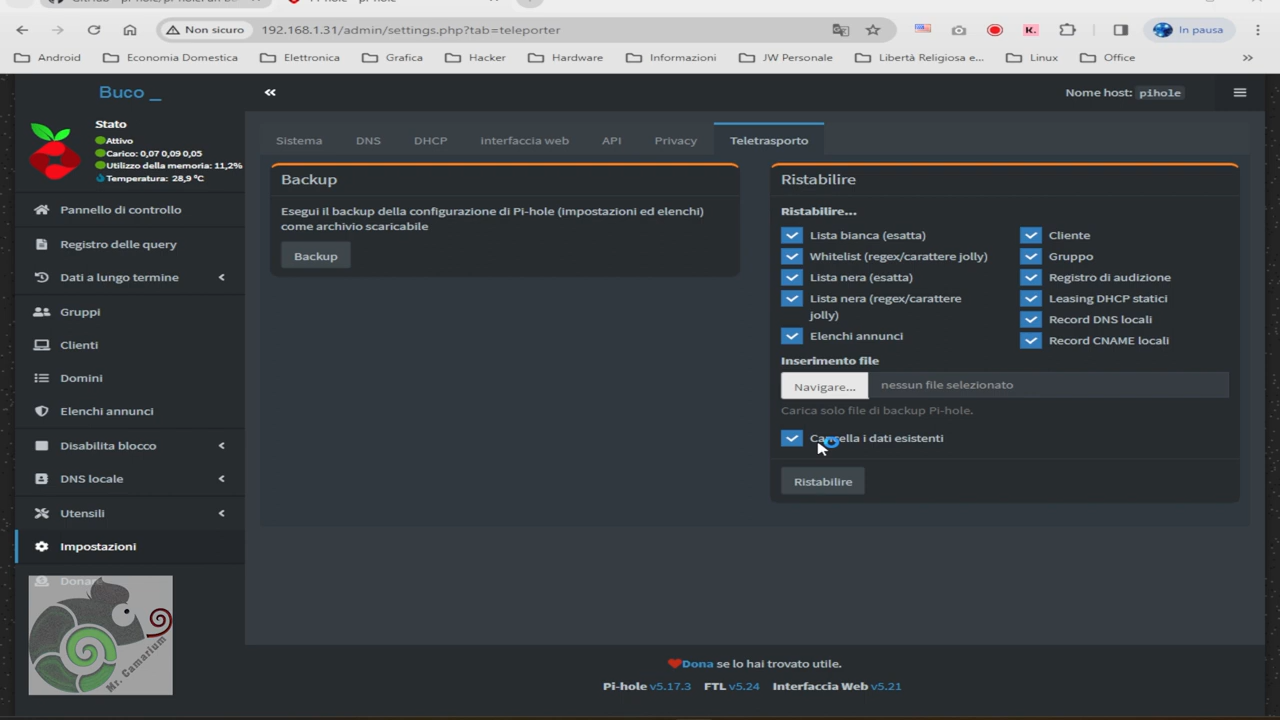 Non sicuro
192.168.1.31/admin/settings.php?tab=teleporter
K.
In pausa
Android
Economia Domestica
Elettronica
Grafica
Hacker
Hardware
Informazioni
JW Personale
Libertà Religiosa e...
Linux
Office
Buco _
Nome host: pihole
Stato
Attivo
Carico: 0,07 0,09 0,05
Utilizzo della memoria: 11,2%
Temperatura: 28,9 °C
Pannello di controllo
Registro delle query
Dati a lungo termine
Gruppi
Clienti
Domini
Elenchi annunci
Disabilita blocco
DNS locale
Utensili
Impostazioni
Mr. Camarium
Sistema
DNS
DHCP
Interfaccia web
API
Privacy
Teletrasporto
Backup
Esegui il backup della configurazione di Pi-hole (impostazioni ed elenchi)
come archivio scaricabile
Backup
Ristabilire
Ristabilire...
Lista bianca (esatta)
Whitelist (regex/carattere jolly)
Lista nera (esatta)
Lista nera (regex/carattere
jolly)
Elenchi annunci
Cliente
Gruppo
Registro di audizione
Leasing DHCP statici
Record DNS locali
Record CNAME locali
Inserimento file
Navigare...
nessun file selezionato
Carica solo file di backup Pi-hole.
Cancella i dati esistenti
Ristabilire
Dona se lo hai trovato utile.
Pi-hole v5.17.3 FTL v5.24 Interfaccia Web v5.21